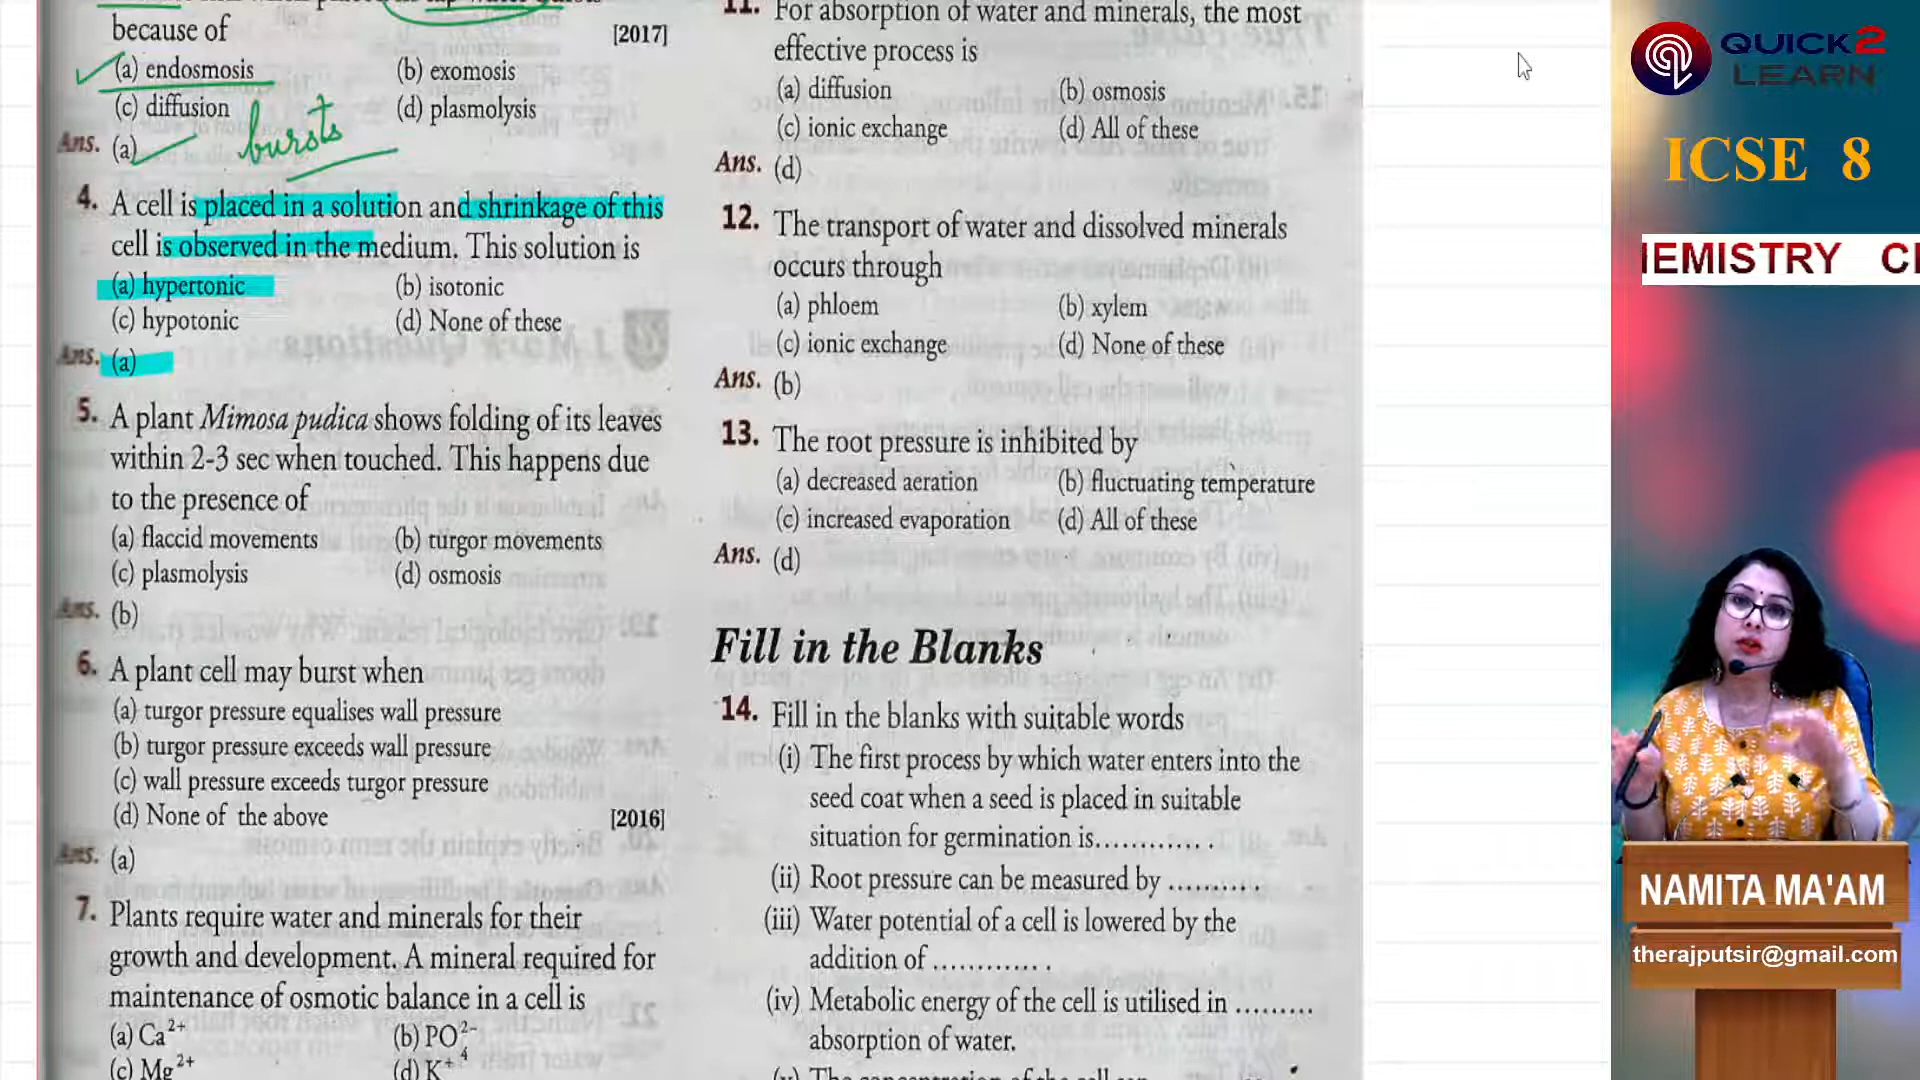 because of [2017]
(a) endosmosis (b) exomosis
(c) diffusion (d) plasmolysis
bursts
Ans. (a)
4. A cell is placed in a solution and shrinkage of this
cell is observed in the medium. This solution is
(a) hypertonic (b) isotonic
(c) hypotonic (d) None of these
Ans. (a)
5. A plant Mimosa pudica shows folding of its leaves
within 2-3 sec when touched. This happens due
to the presence of
(a) flaccid movements (b) turgor movements
(c) plasmolysis (d) osmosis
Ans. (b)
6. A plant cell may burst when
(a) turgor pressure equalises wall pressure
(b) turgor pressure exceeds wall pressure
(c) wall pressure exceeds turgor pressure
(d) None of the above [2016]
Ans. (a)
7. Plants require water and minerals for their
growth and development. A mineral required for
maintenance of osmotic balance in a cell is
(a) Ca2+ (b) PO42-
(c) Mg2+ (d) K+
11. For absorption of water and minerals, the most
effective process is
(a) diffusion (b) osmosis
(c) ionic exchange (d) All of these
Ans. (d)
12. The transport of water and dissolved minerals
occurs through
(a) phloem (b) xylem
(c) ionic exchange (d) None of these
Ans. (b)
13. The root pressure is inhibited by
(a) decreased aeration (b) fluctuating temperature
(c) increased evaporation (d) All of these
Ans. (d)
Fill in the Blanks
14. Fill in the blanks with suitable words
(i) The first process by which water enters into the
seed coat when a seed is placed in suitable
situation for germination is.............
(ii) Root pressure can be measured by ..........
(iii) Water potential of a cell is lowered by the
addition of .............
(iv) Metabolic energy of the cell is utilised in .........
absorption of water.
QUICK2
LEARN
ICSE 8
EMISTRY
NAMITA MA'AM
therajputsir@gmail.com